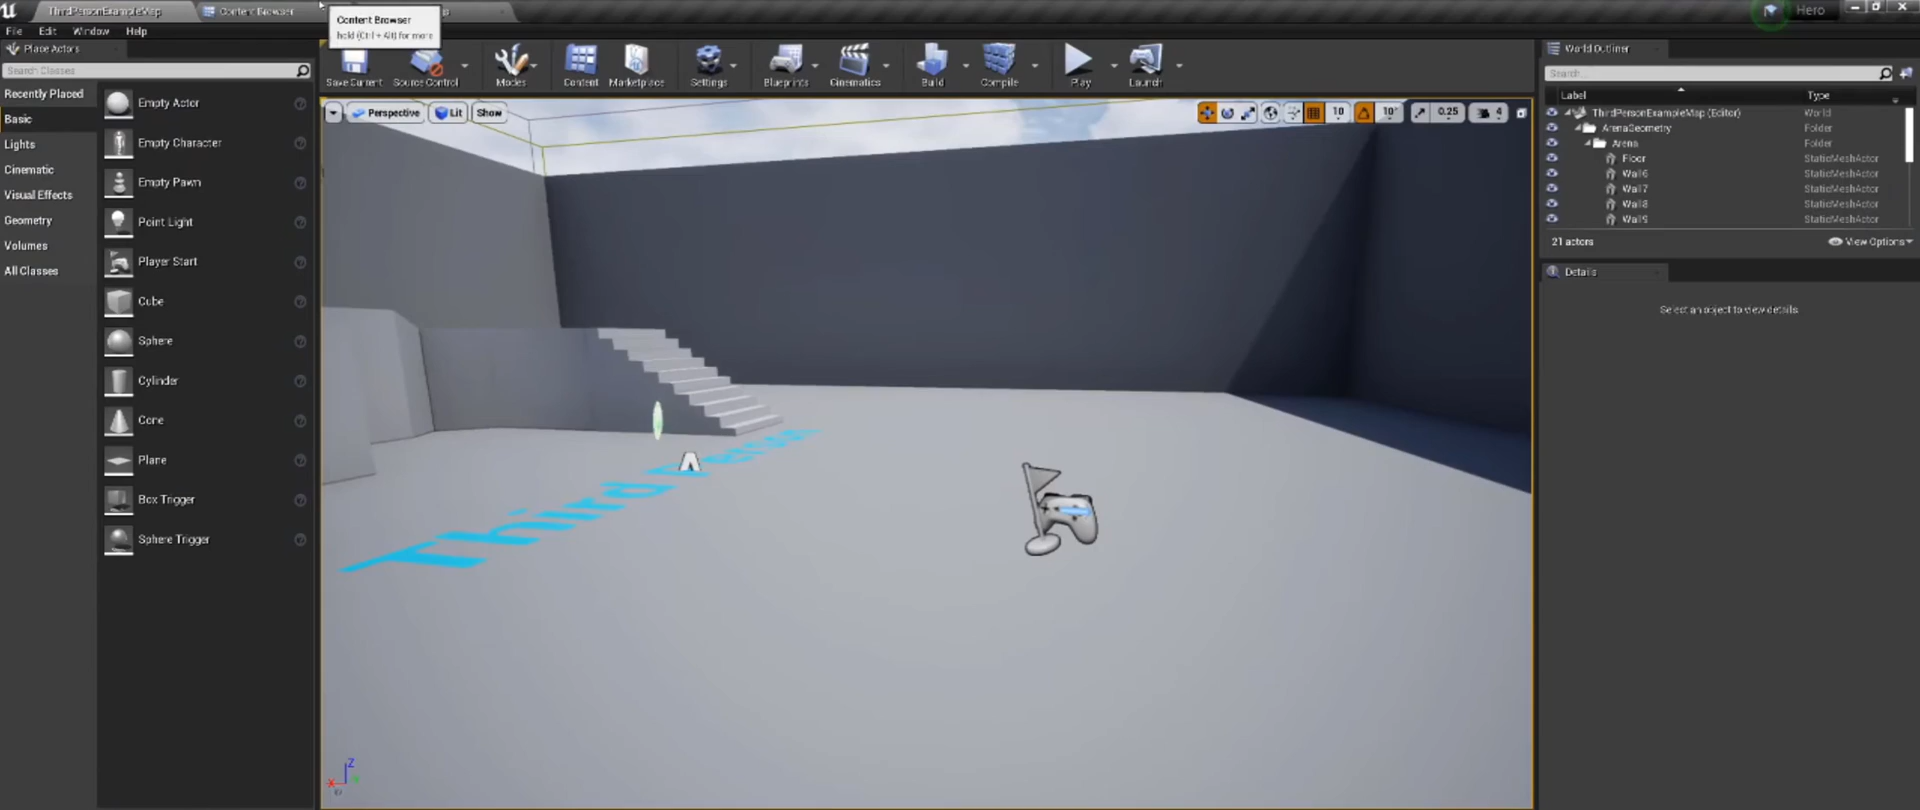 ThirdPersonExampleMap
Content Browser
Content Browser
hold (Ctrl + Alt) for more
Hero
File Edit Window Help
Place Actors
Search Classes
Recently Placed
Basic
Lights
Cinematic
Visual Effects
Geometry
Volumes
All Classes
Empty Actor
Empty Character
Empty Pawn
Point Light
Player Start
Cube
Sphere
Cylinder
Cone
Plane
Box Trigger
Sphere Trigger
Save Current Source Control Modes Content Marketplace Settings Blueprints Cinematics Build Compile Play Launch
Perspective Lit Show
10 10° 0.25 4
Third
Z
World Outliner
Search...
Label Type
ThirdPersonExampleMap (Editor) World
ArenaGeometry Folder
Arena Folder
Floor StaticMeshActor
Wall6 StaticMeshActor
Wall7 StaticMeshActor
Wall8 StaticMeshActor
Wall9 StaticMeshActor
21 actors View Options
Details
Select an object to view details.